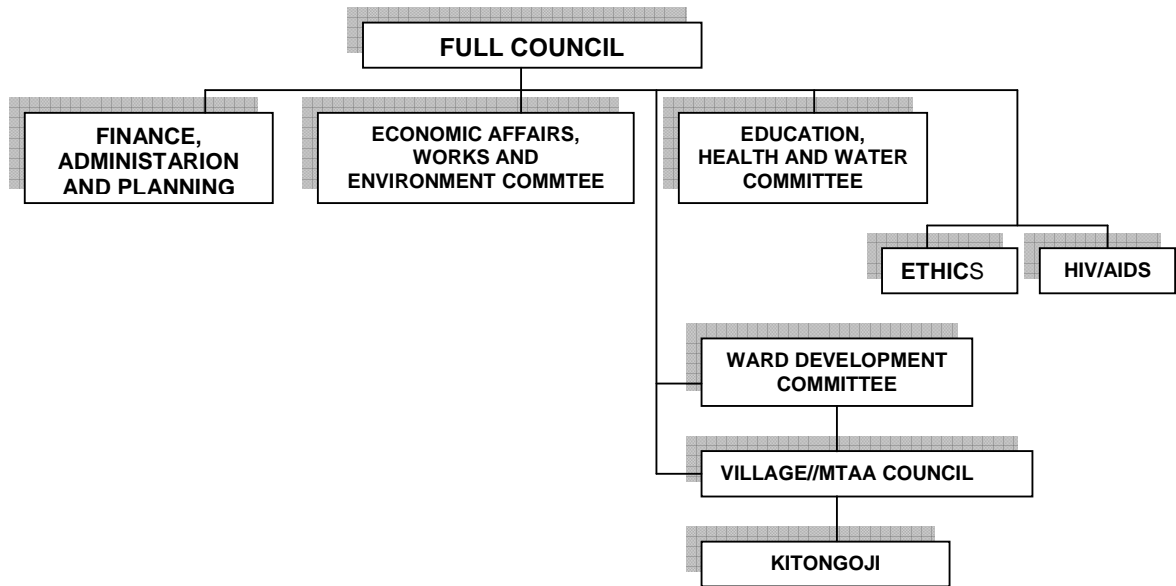 FULL COUNCIL
FINANCE,
ADMINISTARION
AND PLANNING
ECONOMIC AFFAIRS,
WORKS AND
ENVIRONMENT COMMTEE
EDUCATION,
HEALTH AND WATER
COMMITTEE
ETHICS
HIV/AIDS
WARD DEVELOPMENT
COMMITTEE
VILLAGE//MTAA COUNCIL
KITONGOJI